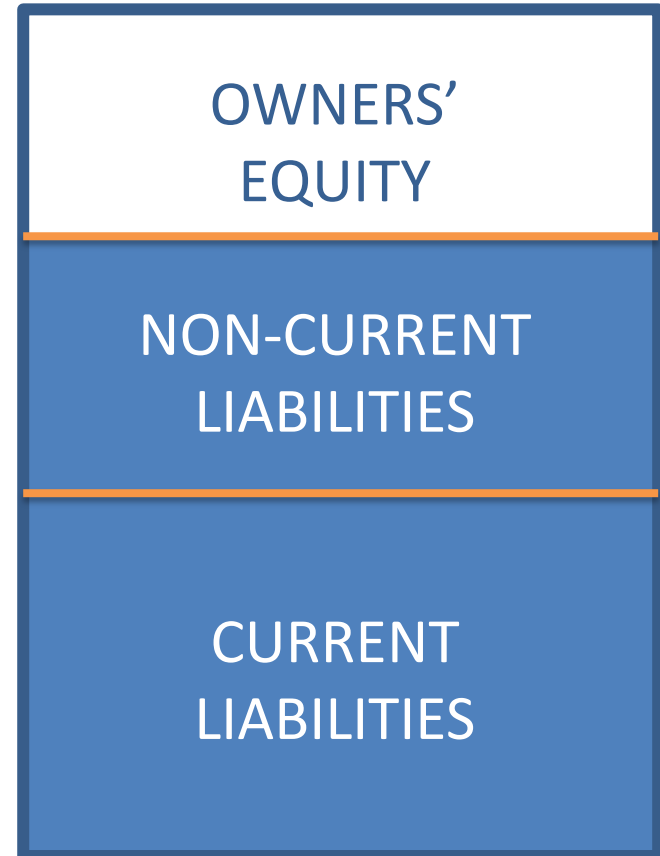 OWNERS’
EQUITY
NON-CURRENT
LIABILITIES
CURRENT
LIABILITIES